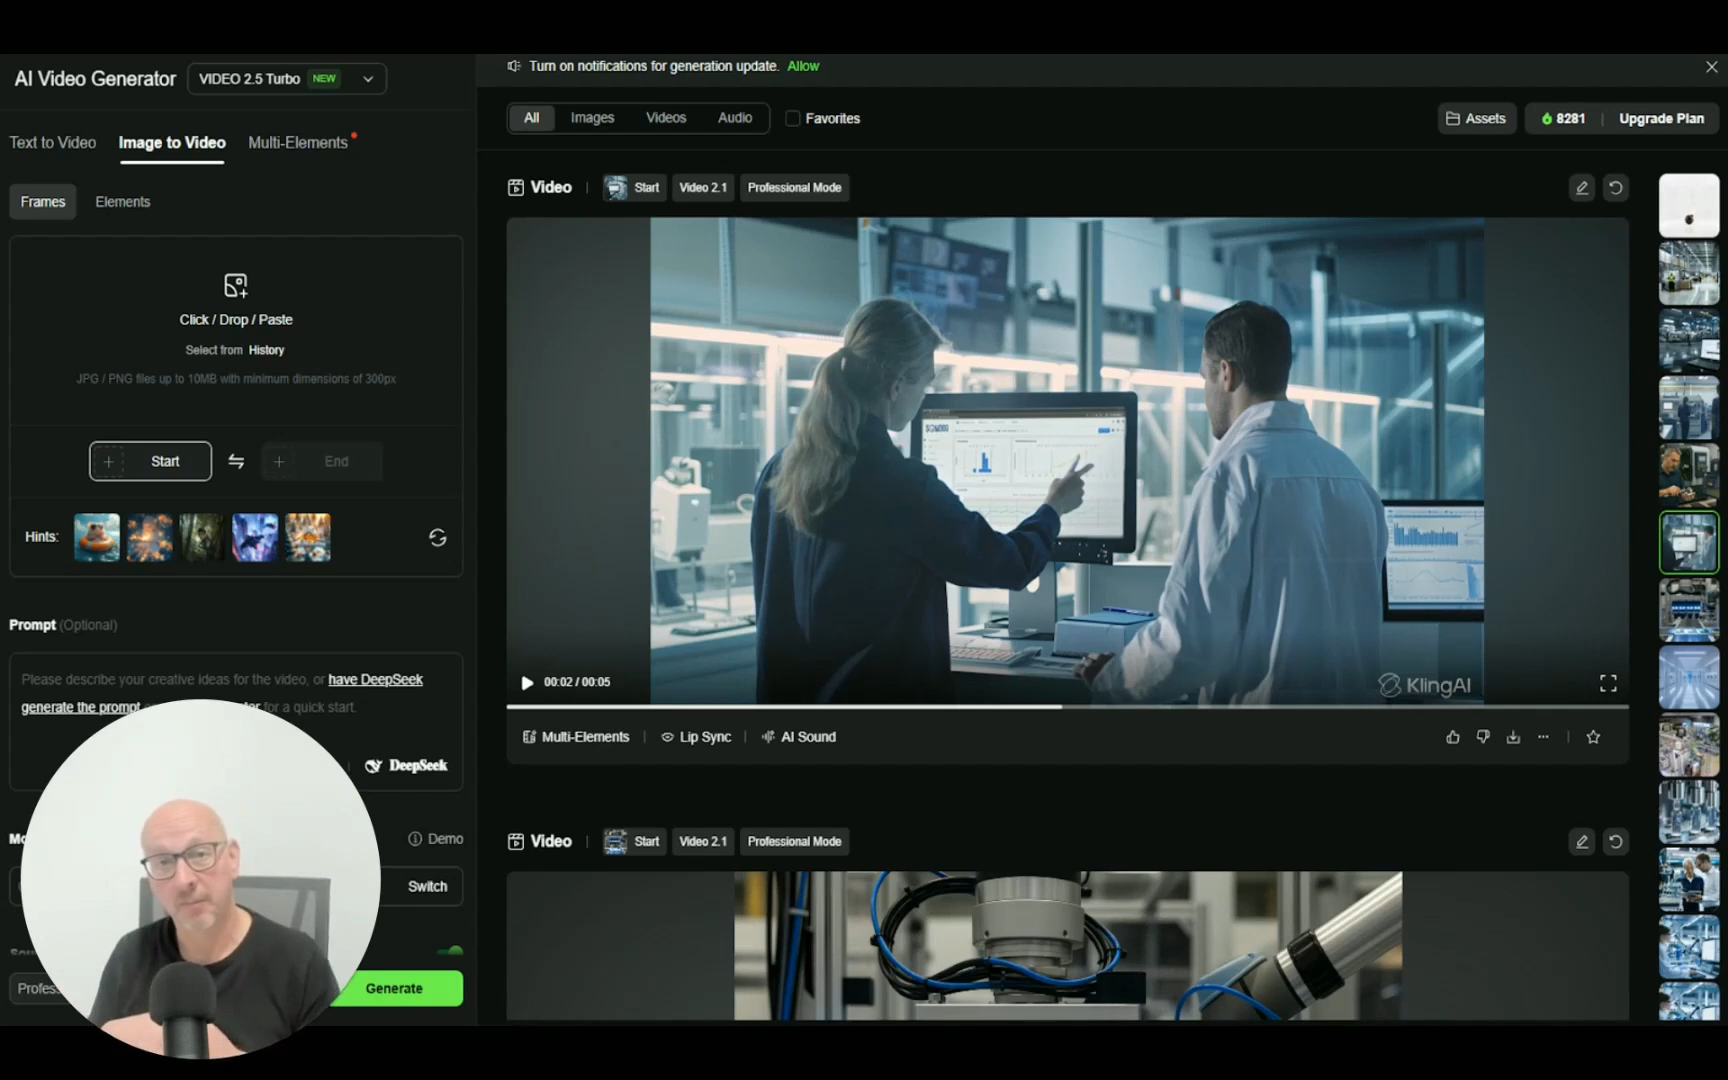 Turn on notifications for generation update. Allow
AI Video Generator
VIDEO 2.5 Turbo NEW
All Images Videos Audio Favorites
Assets 8281 Upgrade Plan
Text to Video Image to Video Multi-Elements
Frames Elements
Video Start Video 2.1 Professional Mode
Click / Drop / Paste
Select from History
JPG / PNG files up to 10MB with minimum dimensions of 300px
Start End
Hints:
Prompt (Optional)
Please describe your creative ideas for the video, or have DeepSeek
generate the prompt for a quick start.
DeepSeek
00:02 / 00:05
KlingAI
Multi-Elements Lip Sync AI Sound
Demo
Switch
Generate
Video Start Video 2.1 Professional Mode